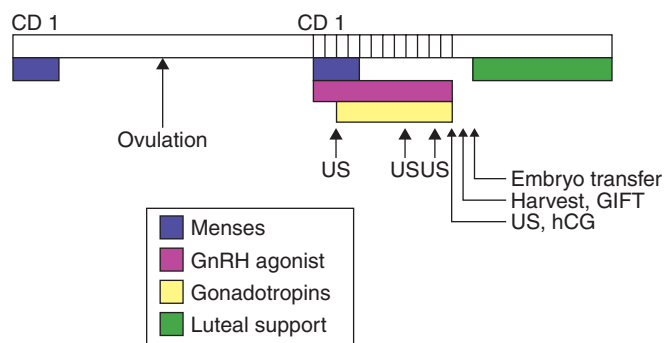 CD 1
CD 1
Ovulation
US
USUS
Embryo transfer
Harvest, GIFT
US, hCG
Menses
GnRH agonist
Gonadotropins
Luteal support